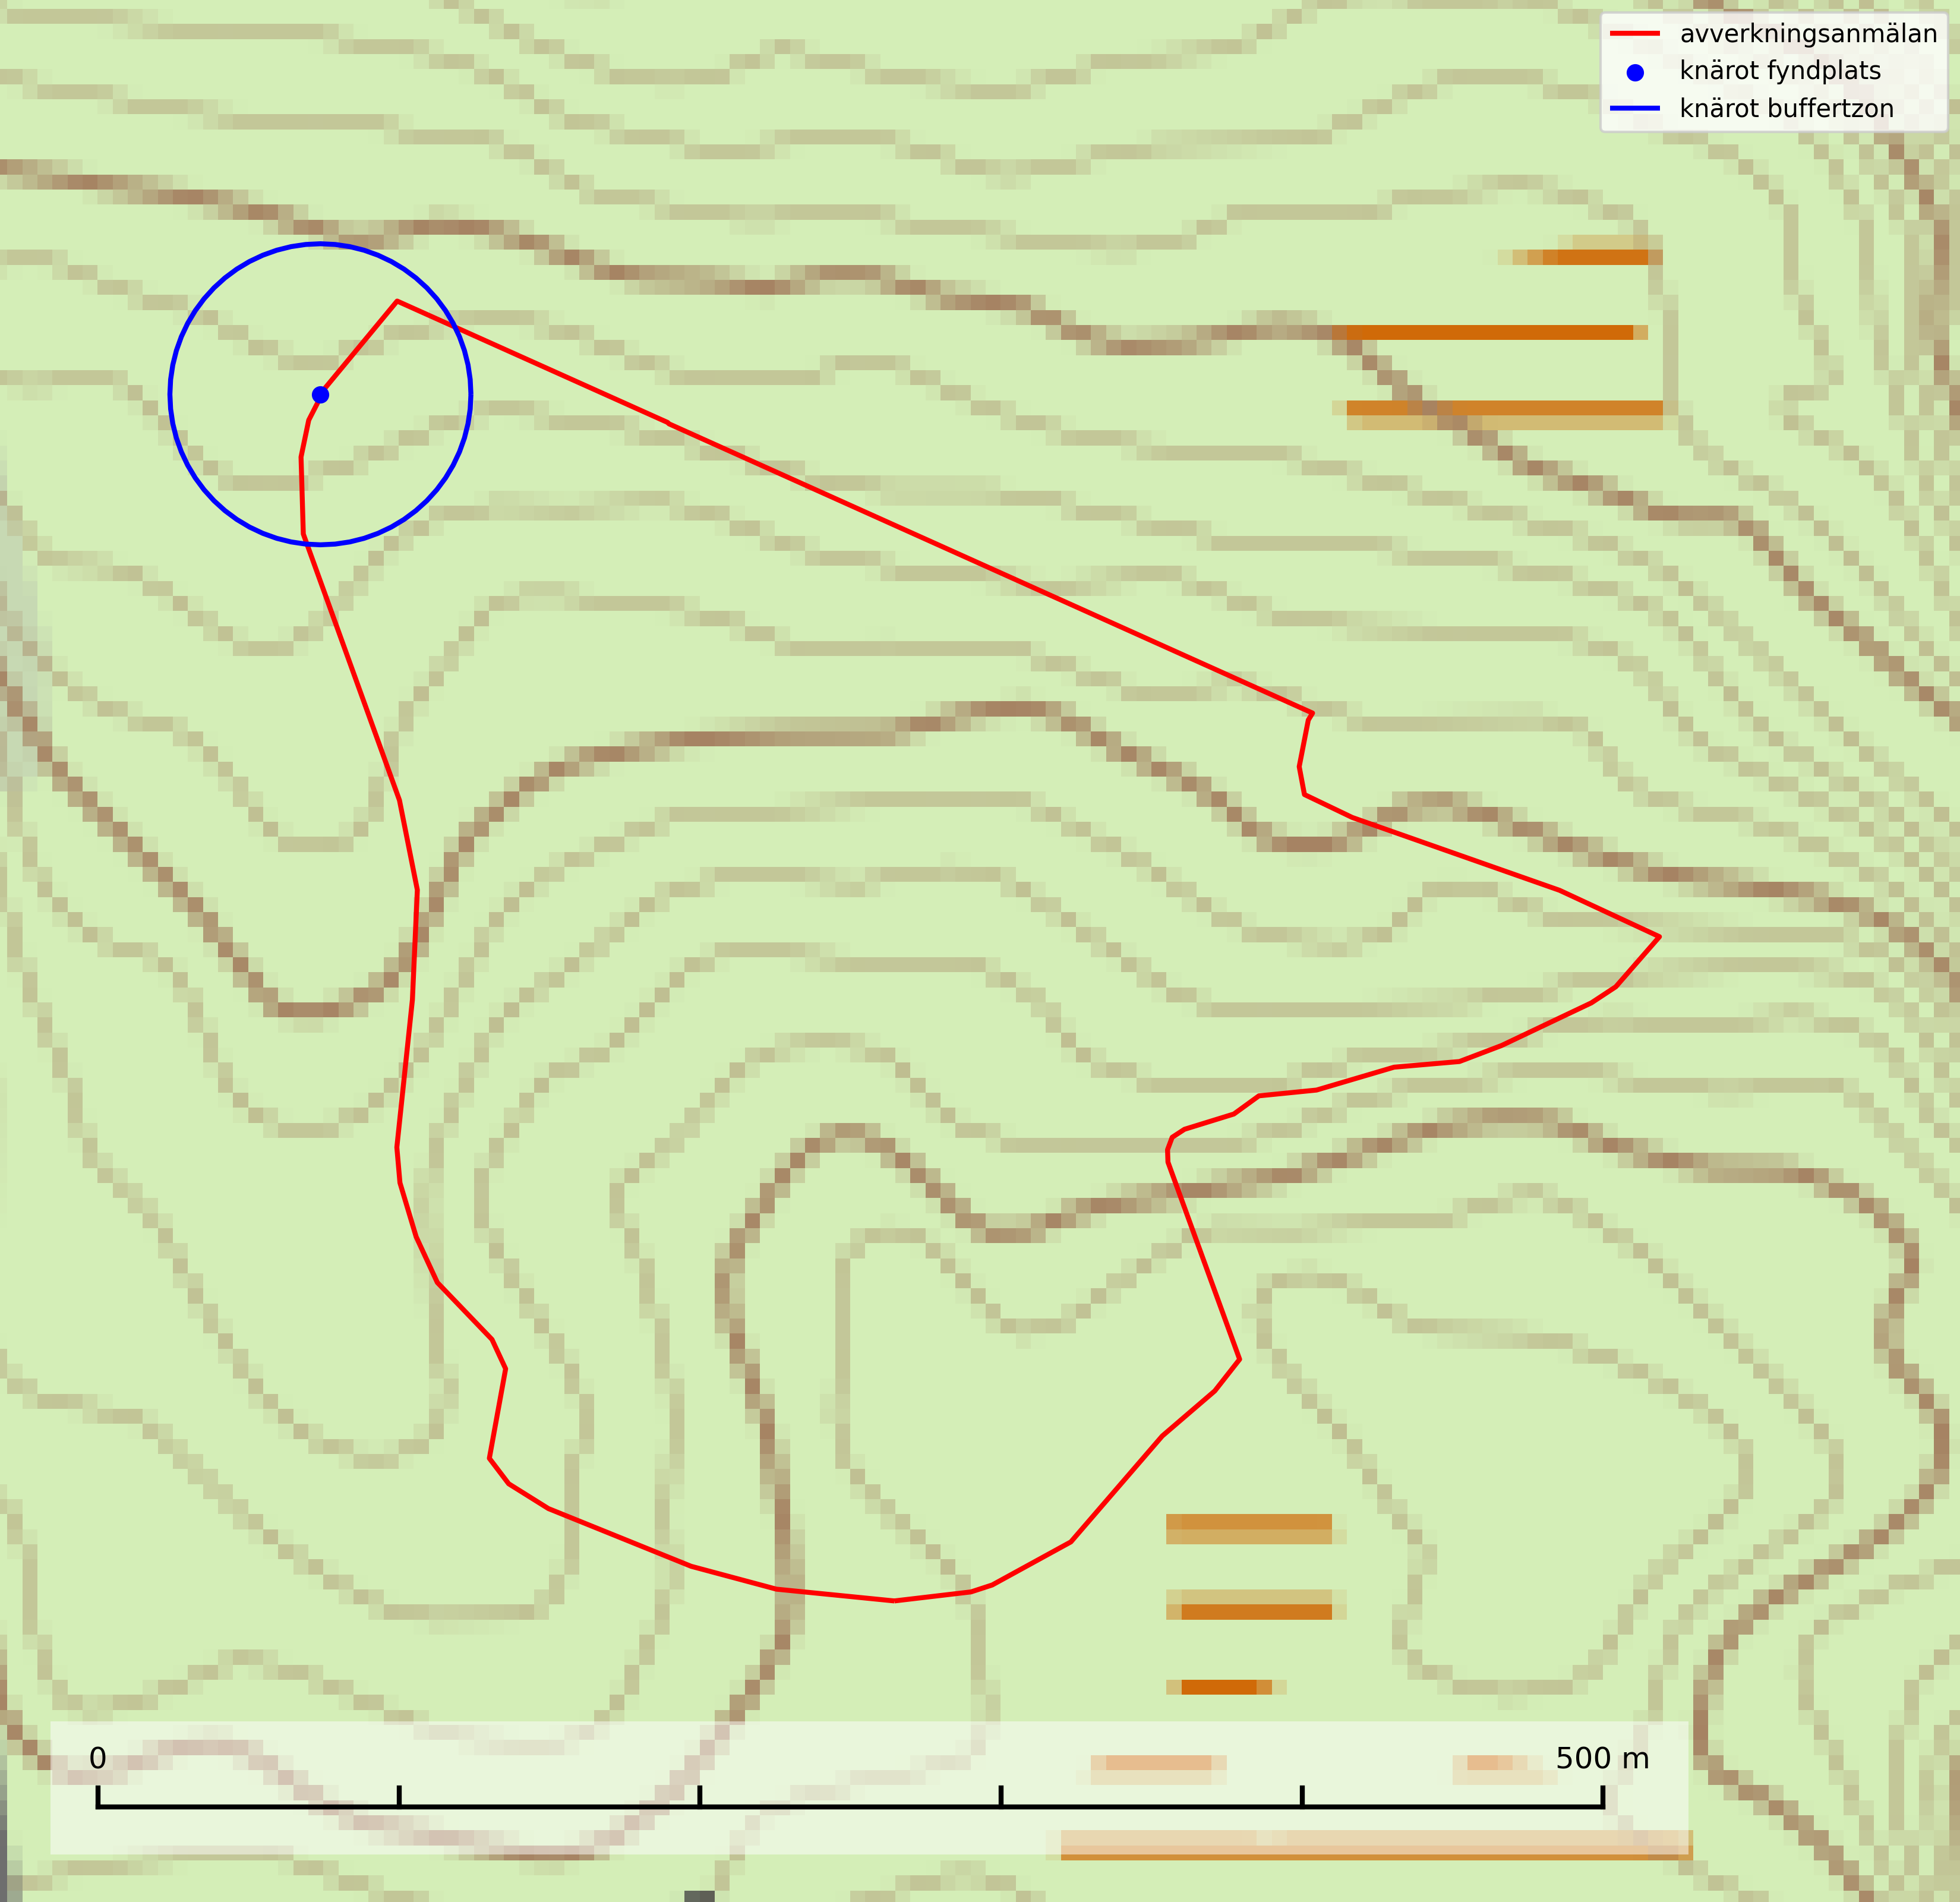 avverkningsanmälan
knärot fyndplats
knärot buffertzon
0 500 m